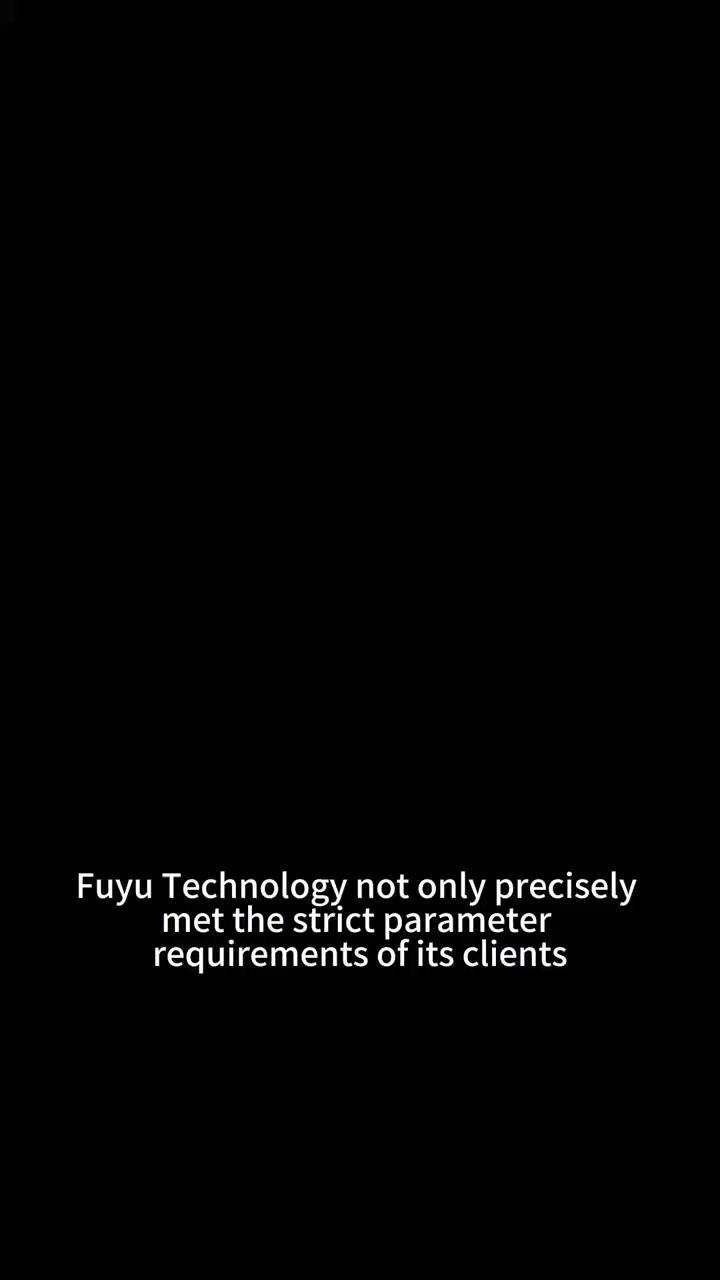 Fuyu Technology not only precisely
met the strict parameter
requirements of its clients